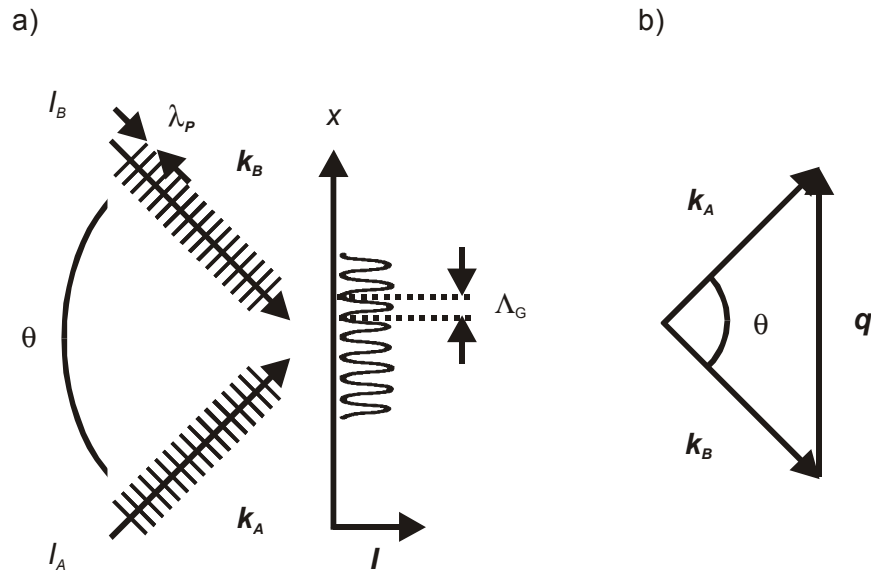 a)
b)
I_B
λ_P
x
k_B
k_A
Λ_G
θ
θ
q
k_B
k_A
I_A
I